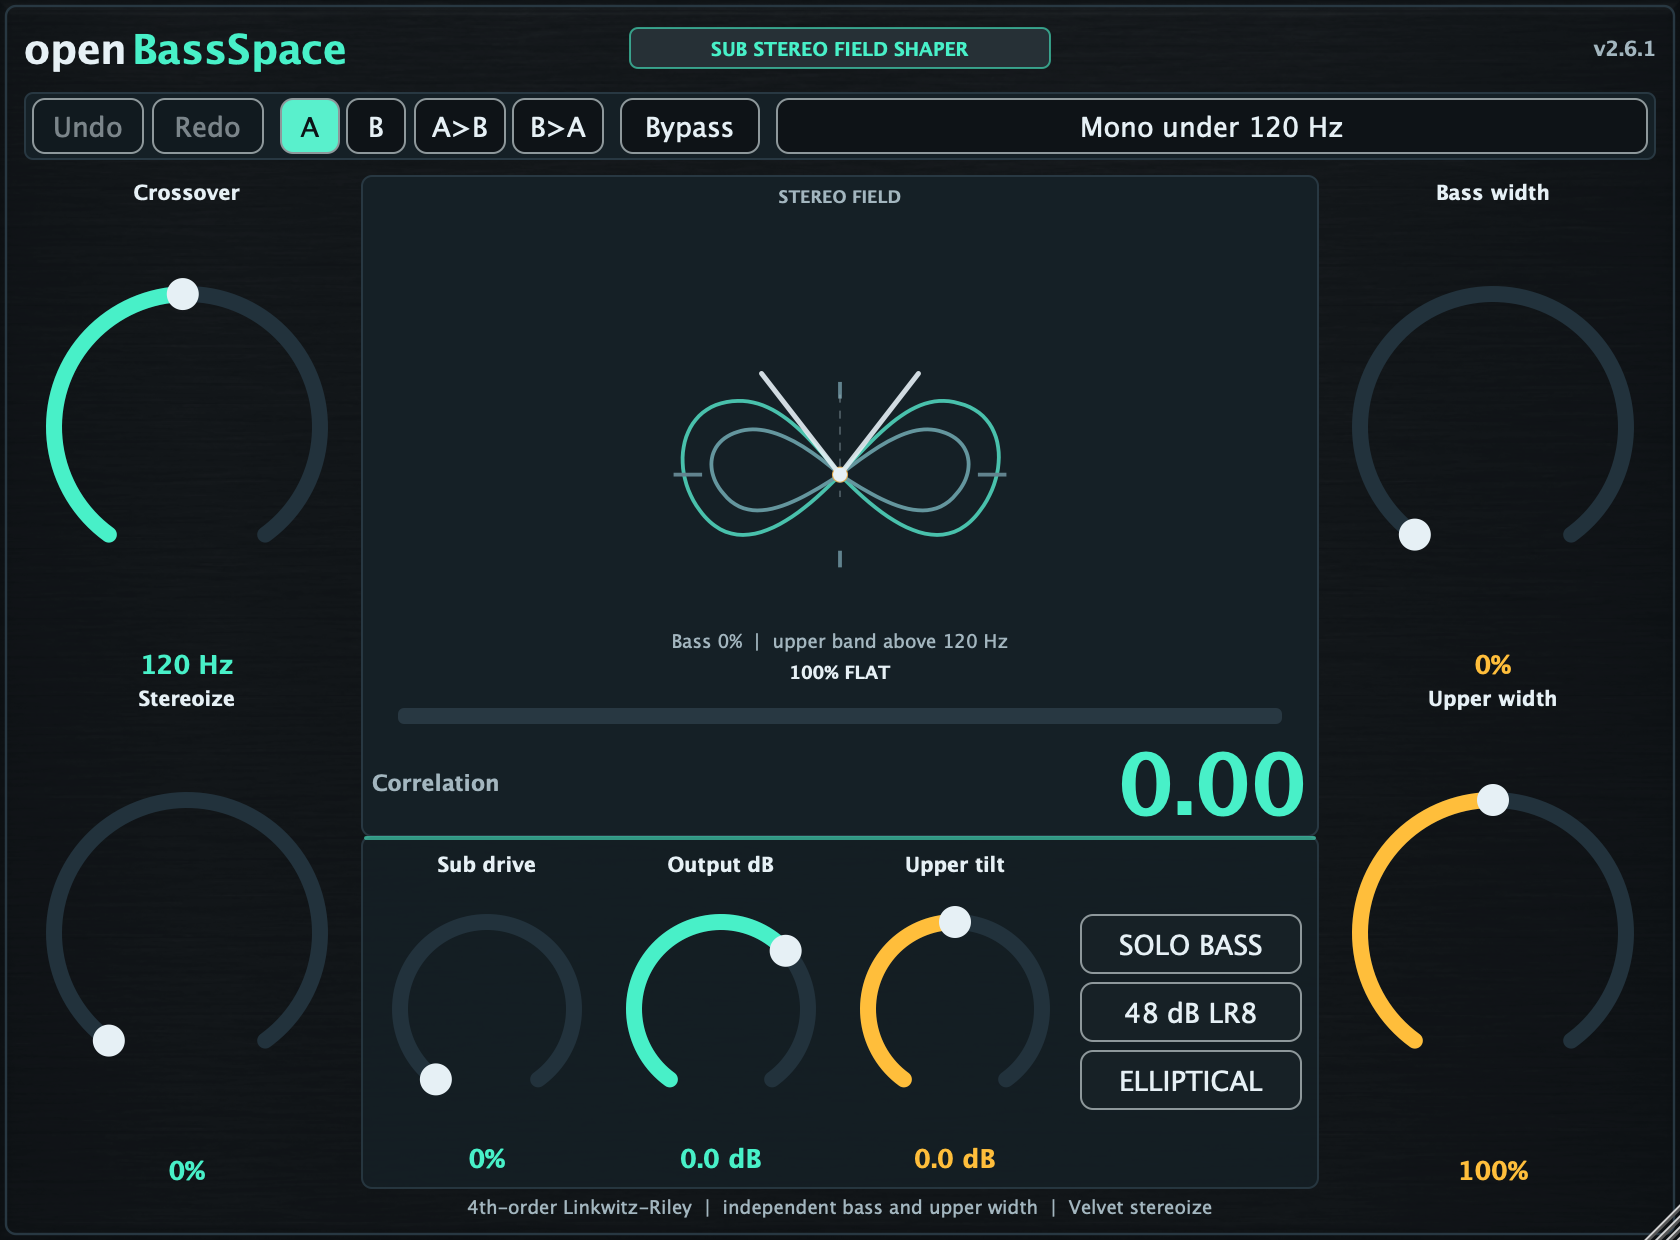 open BassSpace
SUB STEREO FIELD SHAPER
v2.6.1
Undo
Redo
A
B
A>B
B>A
Bypass
Mono under 120 Hz
Crossover
120 Hz
Stereoize
0%
STEREO FIELD
Bass 0% | upper band above 120 Hz
100% FLAT
Correlation
0.00
Sub drive
0%
Output dB
0.0 dB
Upper tilt
0.0 dB
SOLO BASS
48 dB LR8
ELLIPTICAL
Bass width
0%
Upper width
100%
4th-order Linkwitz-Riley | independent bass and upper width | Velvet stereoize